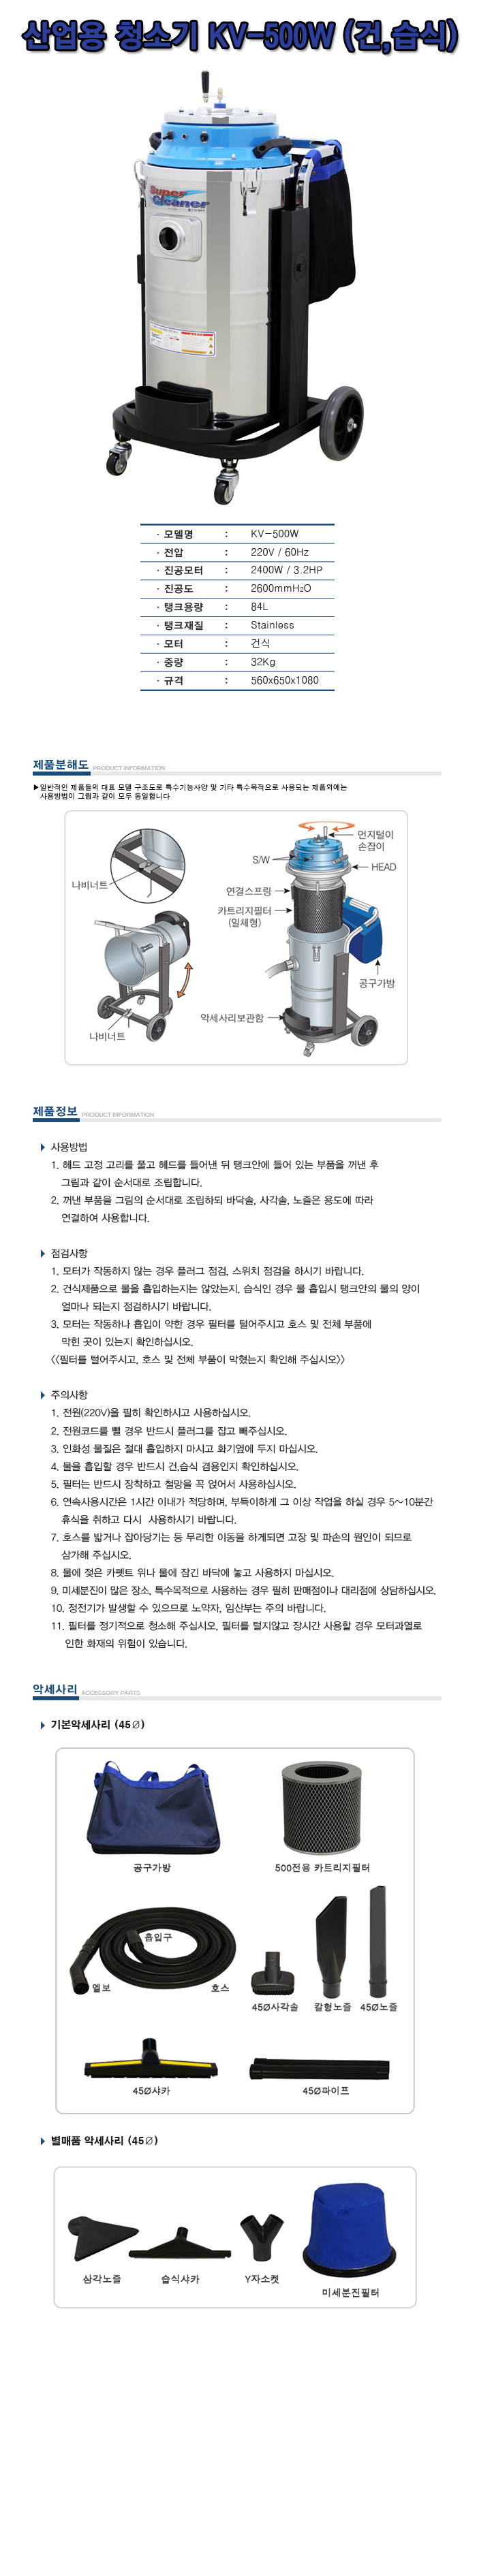 산업용 청소기 KV-500W (건,습식)
Super
Cleaner
· 모델명 : KV-500W
· 전압 : 220V / 60Hz
· 진공모터 : 2400W / 3.2HP
· 진공도 : 2600mmH₂O
· 탱크용량 : 84L
· 탱크재질 : Stainless
· 모터 : 건식
· 중량 : 32Kg
· 규격 : 560x650x1080
제품분해도 PRODUCT INFORMATION
▶일반적인 제품들의 대표 모델 구조도로 특수기능사양 및 기타 특수목적으로 사용되는 제품외에는
사용방법이 그림과 같이 모두 동일합니다
먼지털이
손잡이
S/W
HEAD
나비너트
연결스프링
카트리지필터
(일체형)
공구가방
악세사리보관함
나비너트
제품정보 PRODUCT INFORMATION
사용방법
1. 헤드 고정 고리를 풀고 헤드를 들어낸 뒤 탱크안에 들어 있는 부품을 꺼낸 후
그림과 같이 순서대로 조립합니다.
2. 꺼낸 부품을 그림의 순서대로 조립하되 바닥솔, 사각솔, 노즐은 용도에 따라
연결하여 사용합니다.
점검사항
1. 모터가 작동하지 않는 경우 플러그 점검, 스위치 점검을 하시기 바랍니다.
2. 건식제품으로 물을 흡입하는지는 않았는지, 습식인 경우 물 흡입시 탱크안의 물의 양이
얼마나 되는지 점검하시기 바랍니다.
3. 모터는 작동하나 흡입이 약한 경우 필터를 털어주시고 호스 및 전체 부품에
막힌 곳이 있는지 확인하십시오.
<<필터를 털어주시고, 호스 및 전체 부품이 막혔는지 확인해 주십시오>>
주의사항
1. 전원(220V)을 필히 확인하시고 사용하십시오.
2. 전원코드를 뺄 경우 반드시 플러그를 잡고 빼주십시오.
3. 인화성 물질은 절대 흡입하지 마시고 화기옆에 두지 마십시오.
4. 물을 흡입할 경우 반드시 건,습식 겸용인지 확인하십시오.
5. 필터는 반드시 장착하고 철망을 꼭 얹어서 사용하십시오.
6. 연속사용시간은 1시간 이내가 적당하며, 부득이하게 그 이상 작업을 하실 경우 5~10분간
휴식을 취하고 다시 사용하시기 바랍니다.
7. 호스를 밟거나 잡아당기는 등 무리한 이동을 하게되면 고장 및 파손의 원인이 되므로
삼가해 주십시오.
8. 물에 젖은 카펫트 위나 물에 잠긴 바닥에 놓고 사용하지 마십시오.
9. 미세분진이 많은 장소, 특수목적으로 사용하는 경우 필히 판매점이나 대리점에 상담하십시오.
10. 정전기가 발생할 수 있으므로 노약자, 임산부는 주의 바랍니다.
11. 필터를 정기적으로 청소해 주십시오, 필터를 털지않고 장시간 사용할 경우 모터과열로
인한 화재의 위험이 있습니다.
악세사리 ACCESSORY PARTS
기본악세사리 (45∅)
공구가방
500전용 카트리지필터
흡입구
엘보
호스
45∅사각솔
칼형노즐
45∅노즐
45∅샤카
45∅파이프
별매품 악세사리 (45∅)
삼각노즐
습식샤카
Y자소켓
미세분진필터